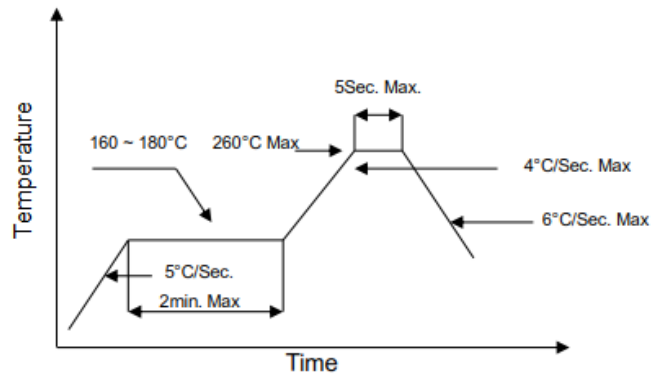 5Sec. Max.
160 ~ 180°C
260°C Max
4°C/Sec. Max
6°C/Sec. Max
5°C/Sec.
2min. Max
Temperature
Time